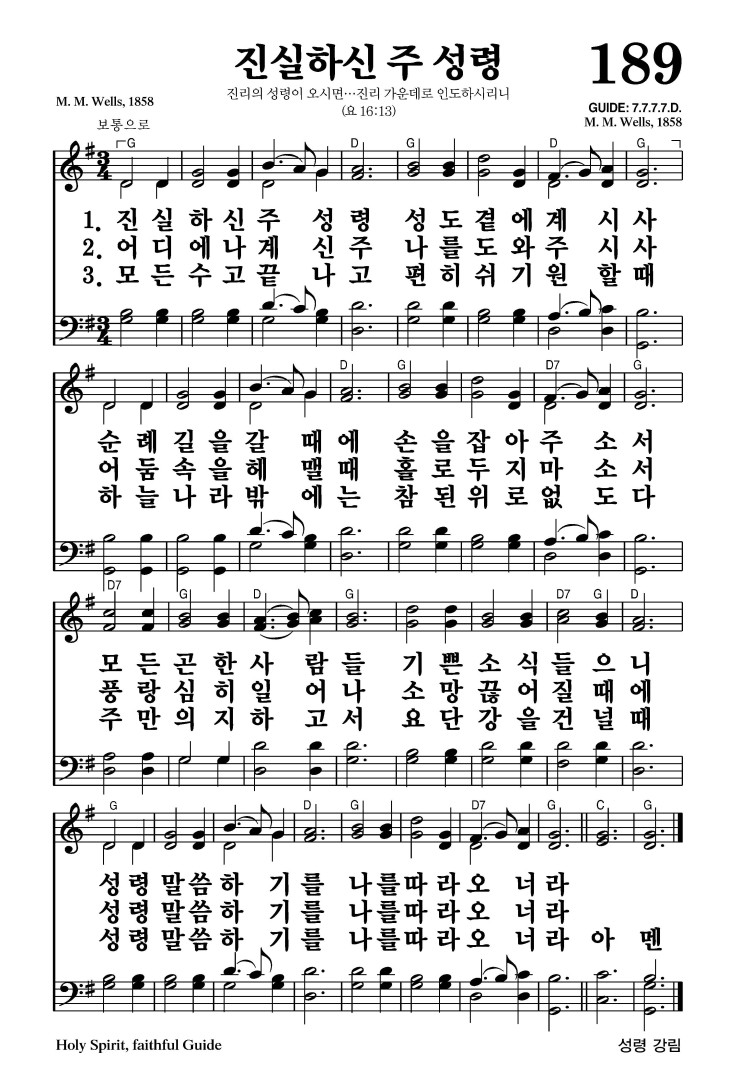 진실하신 주 성령
189
M. M. Wells, 1858
진리의 성령이 오시면…진리 가운데로 인도하시리니
(요 16:13)
GUIDE: 7.7.7.7.D.
M. M. Wells, 1858
보통으로
G G D G D G
3 4
1. 진 실 하 신 주 성 령 성 도 곁 에 계 시 사
2. 어 디 에 나 계 신 주 나 를 도 와 주 시 사
3. 모 든 수 고 끝 나 고 편 히 쉬 기 원 할 때
3 4
D G D7 G
순 례 길 을 갈 때 에 손 을 잡 아 주 소 서
어 둠 속 을 헤 맬 때 홀 로 두 지 마 소 서
하 늘 나 라 밖 에 는 참 된 위 로 없 도 다
D7 G D G D7 G D
모 든 곤 한 사 람 들 기 쁜 소 식 들 으 니
풍 랑 심 히 일 어 나 소 망 끊 어 질 때 에
주 만 의 지 하 고 서 요 단 강 을 건 널 때
G D G D7 G C G
성 령 말 씀 하 기 를 나 를 따 라 오 너 라
성 령 말 씀 하 기 를 나 를 따 라 오 너 라
성 령 말 씀 하 기 를 나 를 따 라 오 너 라 아 멘
Holy Spirit, faithful Guide
성령 강림